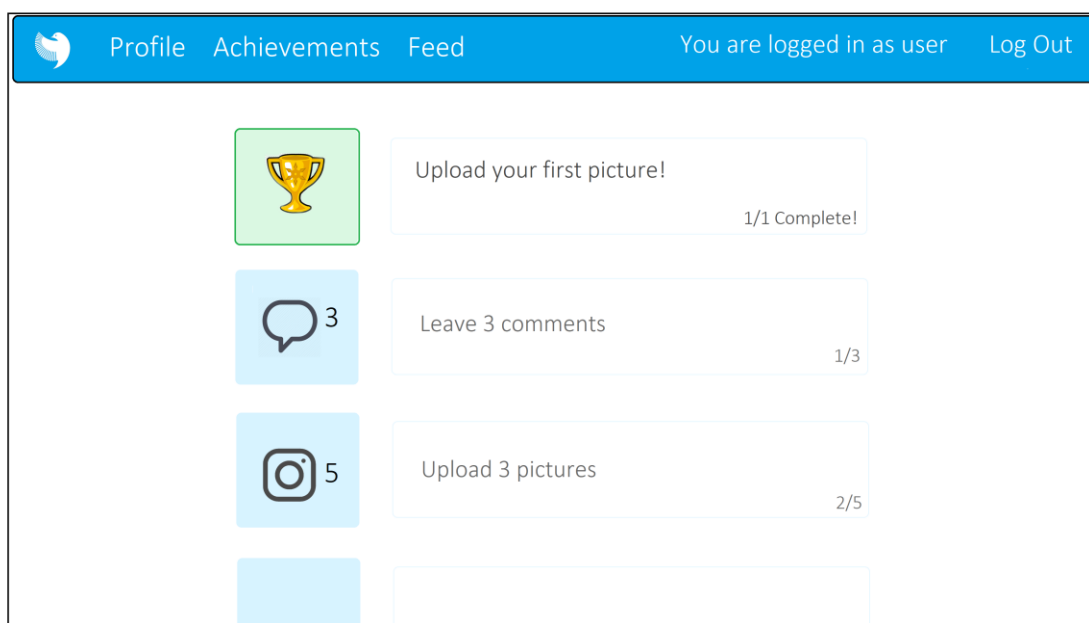 Profile Achievements Feed You are logged in as user Log Out
Upload your first picture!
1/1 Complete!
3
Leave 3 comments
1/3
5
Upload 3 pictures
2/5